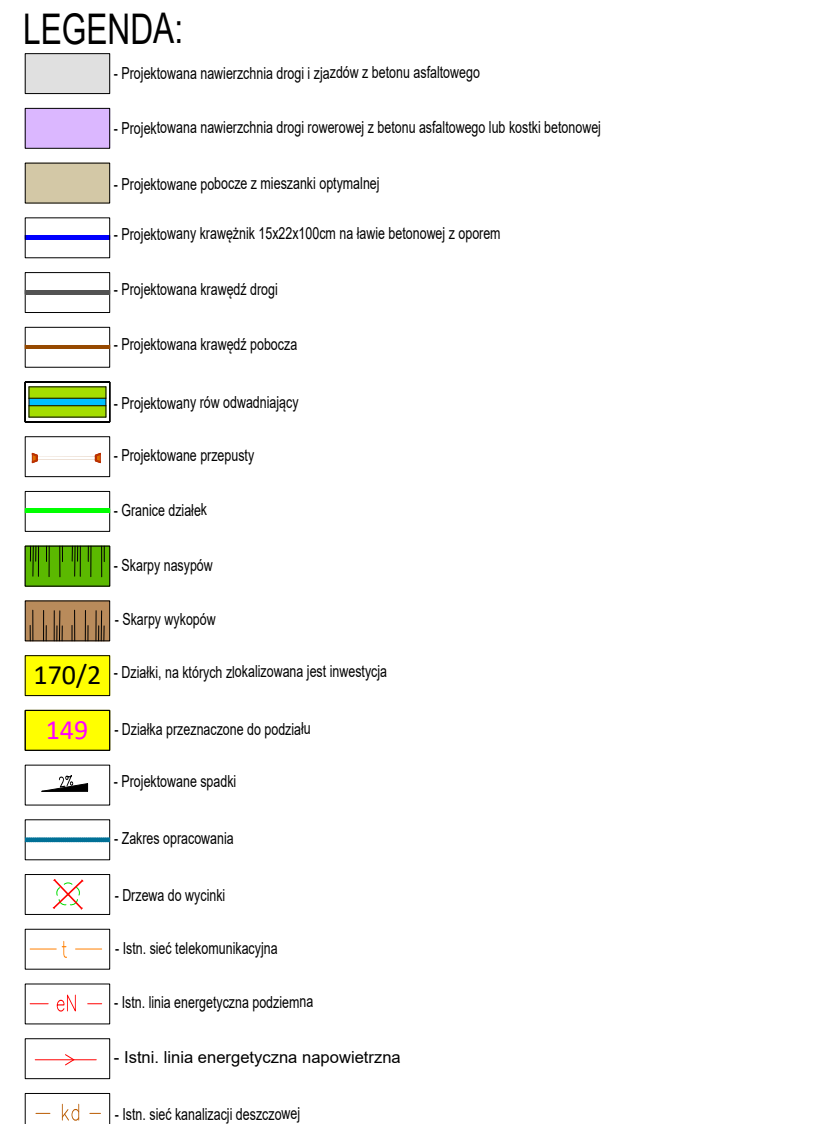 LEGENDA:
- Projektowana nawierzchnia drogi i zjazdów z betonu asfaltowego
- Projektowana nawierzchnia drogi rowerowej z betonu asfaltowego lub kostki betonowej
- Projektowane pobocze z mieszanki optymalnej
- Projektowany krawężnik 15x22x100cm na ławie betonowej z oporem
- Projektowana krawędź drogi
- Projektowana krawędź pobocza
- Projektowany rów odwadniający
- Projektowane przepusty
- Granice działek
- Skarpy nasypów
- Skarpy wykopów
170/2 - Działki, na których zlokalizowana jest inwestycja
149 - Działka przeznaczone do podziału
2% - Projektowane spadki
- Zakres opracowania
- Drzewa do wycinki
t - Istn. sieć telekomunikacyjna
eN - Istn. linia energetyczna podziemna
- Istni. linia energetyczna napowietrzna
kd - Istn. sieć kanalizacji deszczowej